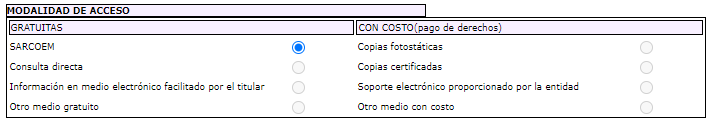 MODALIDAD DE ACCESO
GRATUITAS CON COSTO(pago de derechos)
SARCOEM Copias fotostáticas
Consulta directa Copias certificadas
Información en medio electrónico facilitado por el titular Soporte electrónico proporcionado por la entidad
Otro medio gratuito Otro medio con costo